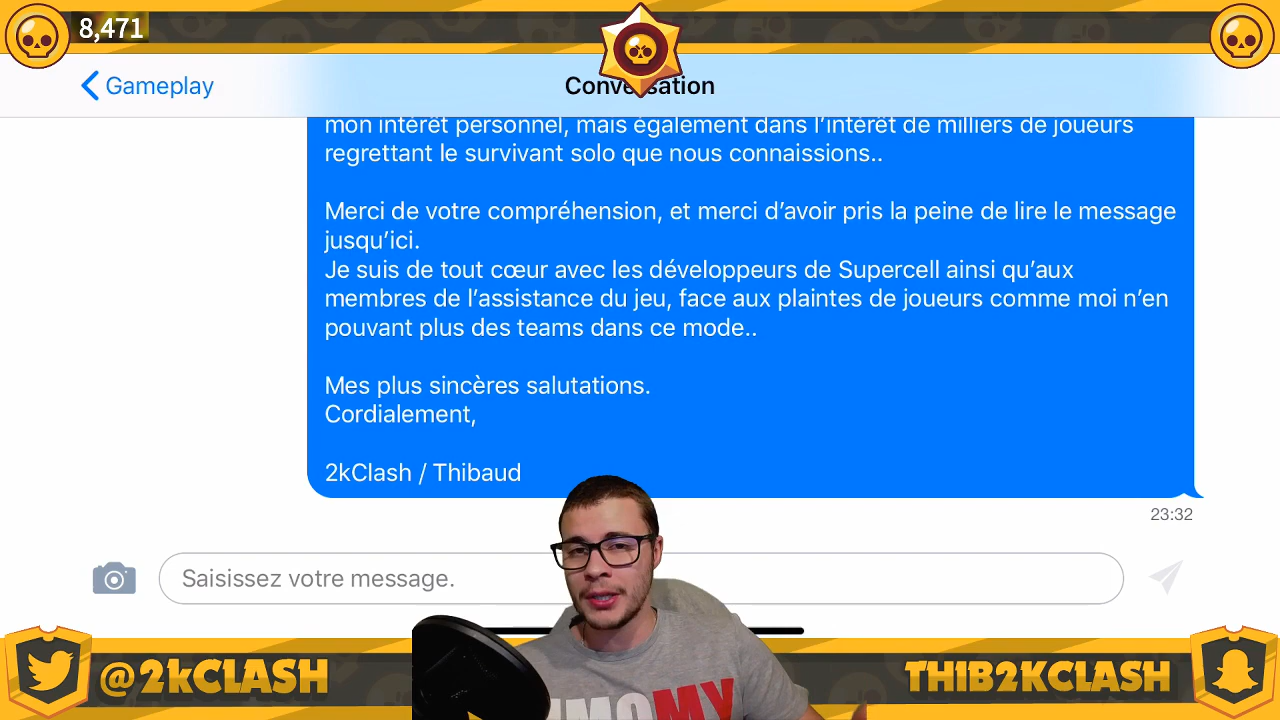 8,471
Gameplay
Conversation
mon intérêt personnel, mais également dans l'intérêt de milliers de joueurs
regrettant le survivant solo que nous connaissions..
Merci de votre compréhension, et merci d'avoir pris la peine de lire le message
jusqu'ici.
Je suis de tout cœur avec les développeurs de Supercell ainsi qu'aux
membres de l'assistance du jeu, face aux plaintes de joueurs comme moi n'en
pouvant plus des teams dans ce mode..
Mes plus sincères salutations.
Cordialement,
2kClash / Thibaud
23:32
Saisissez votre message.
@2kCLASH
THIB2KCLASH